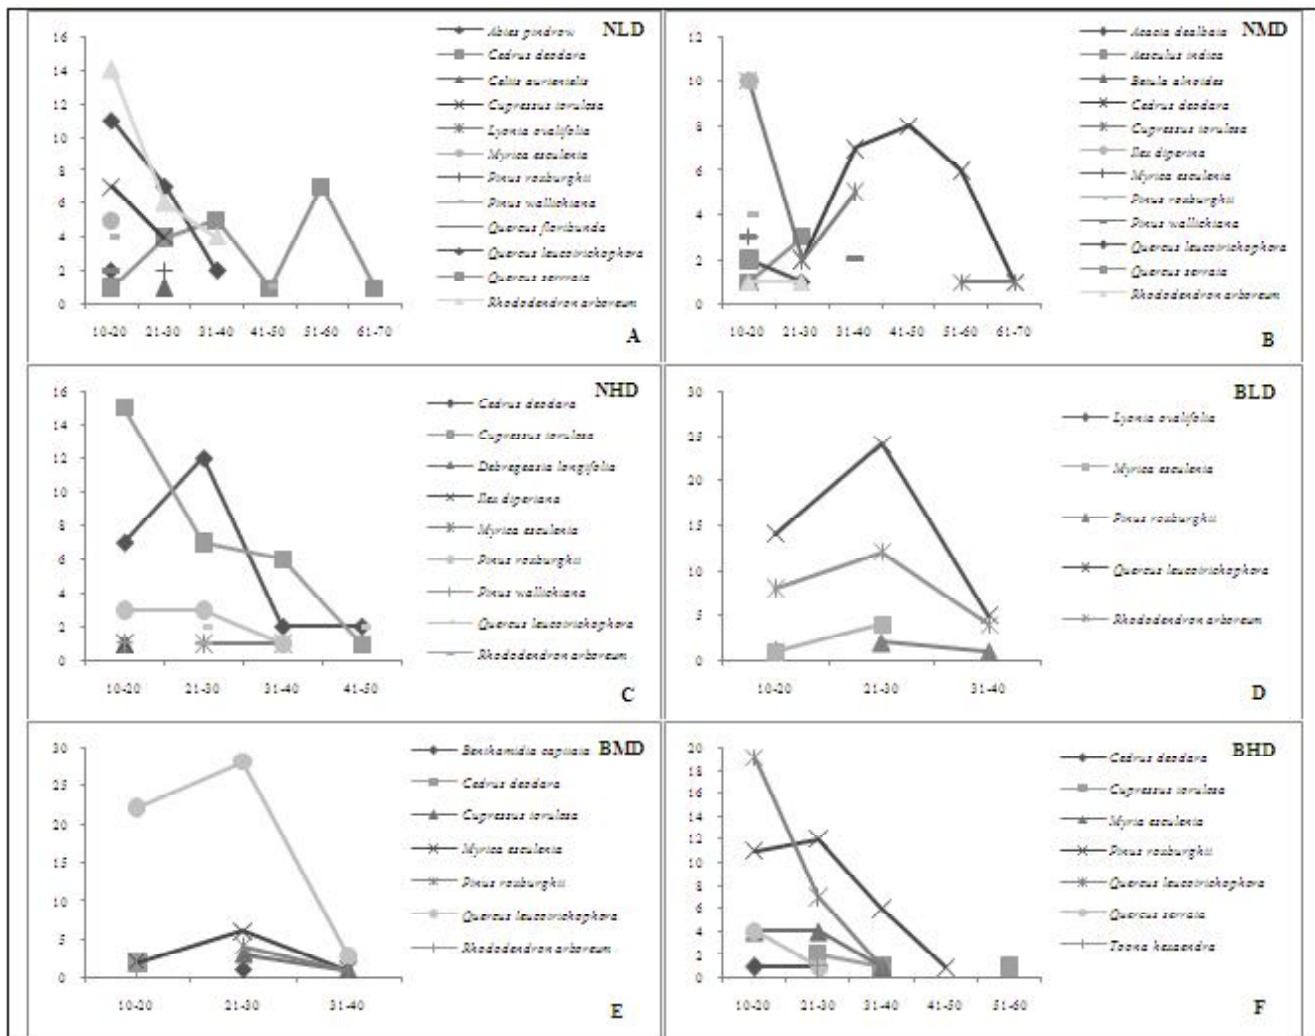 NLD
16
14
12
10
8
6
4
2
0
10-20 21-30 31-40 41-50 51-60 61-70
Abies pindrow
Cedrus deodara
Celtis
Cupressus torulosa
Lyonia ovalifolia
Myrica esculenta
Pinus roxburghii
Pinus wallichiana
Quercus floribunda
Quercus leucotrichophora
Quercus serrata
Rhododendron arboreum
A
NMD
12
10
8
6
4
2
0
10-20 21-30 31-40 41-50 51-60 61-70
Acacia dealbata
Aesculus indica
Betula alnoides
Cedrus deodara
Cupressus torulosa
Ilex diperina
Myrica esculenta
Pinus roxburghii
Pinus wallichiana
Quercus leucotrichophora
Quercus serrata
Rhododendron arboreum
B
NHD
16
14
12
10
8
6
4
2
0
10-20 21-30 31-40 41-50
Cedrus deodara
Cupressus torulosa
Debregeasia longifolia
Ilex diperiana
Myrica esculenta
Pinus roxburghii
Pinus wallichiana
Quercus leucotrichophora
Rhododendron arboreum
C
BLD
30
25
20
15
10
5
0
10-20 21-30 31-40
Lyonia ovalifolia
Myrica esculenta
Pinus roxburghii
Quercus leucotrichophora
Rhododendron arboreum
D
BMD
30
25
20
15
10
5
0
10-20 21-30 31-40
Benthamidia capitata
Cedrus deodara
Cupressus torulosa
Myrica esculenta
Pinus roxburghii
Quercus leucotrichophora
Rhododendron arboreum
E
BHD
20
18
16
14
12
10
8
6
4
2
0
10-20 21-30 31-40 41-50 51-60
Cedrus deodara
Cupressus torulosa
Myria esculenta
Pinus roxburghii
Quercus leucotrichophora
Quercus serrata
Toona hexandra
F